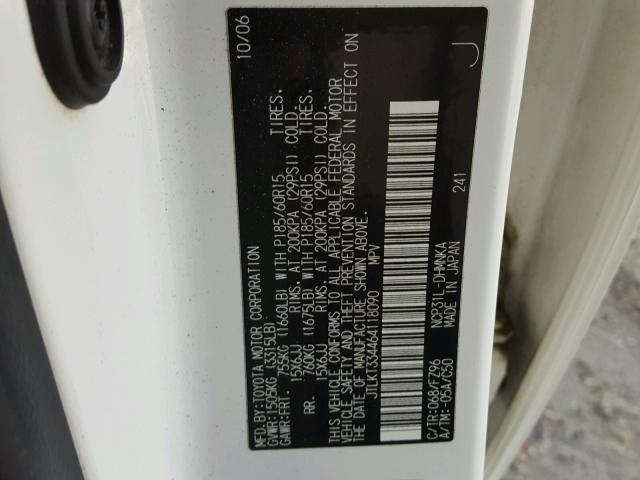 MFD.BY:TOYOTA MOTOR CORPORATION 10/06
GVWR:1505KG (3315LB)
GAWR:FRT. 755KG (1660LB) WITH P185/60R15 TIRES.
15X6JJ RIMS, AT 200KPA (29PSI) COLD.
RR. 760KG (1675LB) WITH P185/60R15 TIRES.
15X6JJ RIMS, AT 200KPA (29PSI) COLD.
THIS VEHICLE CONFORMS TO ALL APPLICABLE FEDERAL MOTOR
VEHICLE SAFETY AND THEFT PREVENTION STANDARDS IN EFFECT ON
THE DATE OF MANUFACTURE SHOWN ABOVE.
JTLKT334464118090 MPV
C/TR:068/FZ96 NCP31L-DHMNKA 241
A/TM:-05A/C50 MADE IN JAPAN J